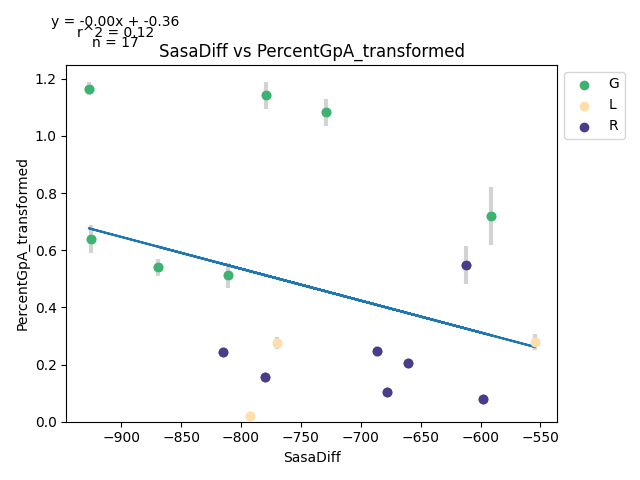 y = -0.00x + -0.36
r^2 = 0.12
n = 17
SasaDiff vs PercentGpA_transformed
G
L
R
PercentGpA_transformed
1.2
1.0
0.8
0.6
0.4
0.2
0.0
−900 −850 −800 −750 −700 −650 −600 −550
SasaDiff